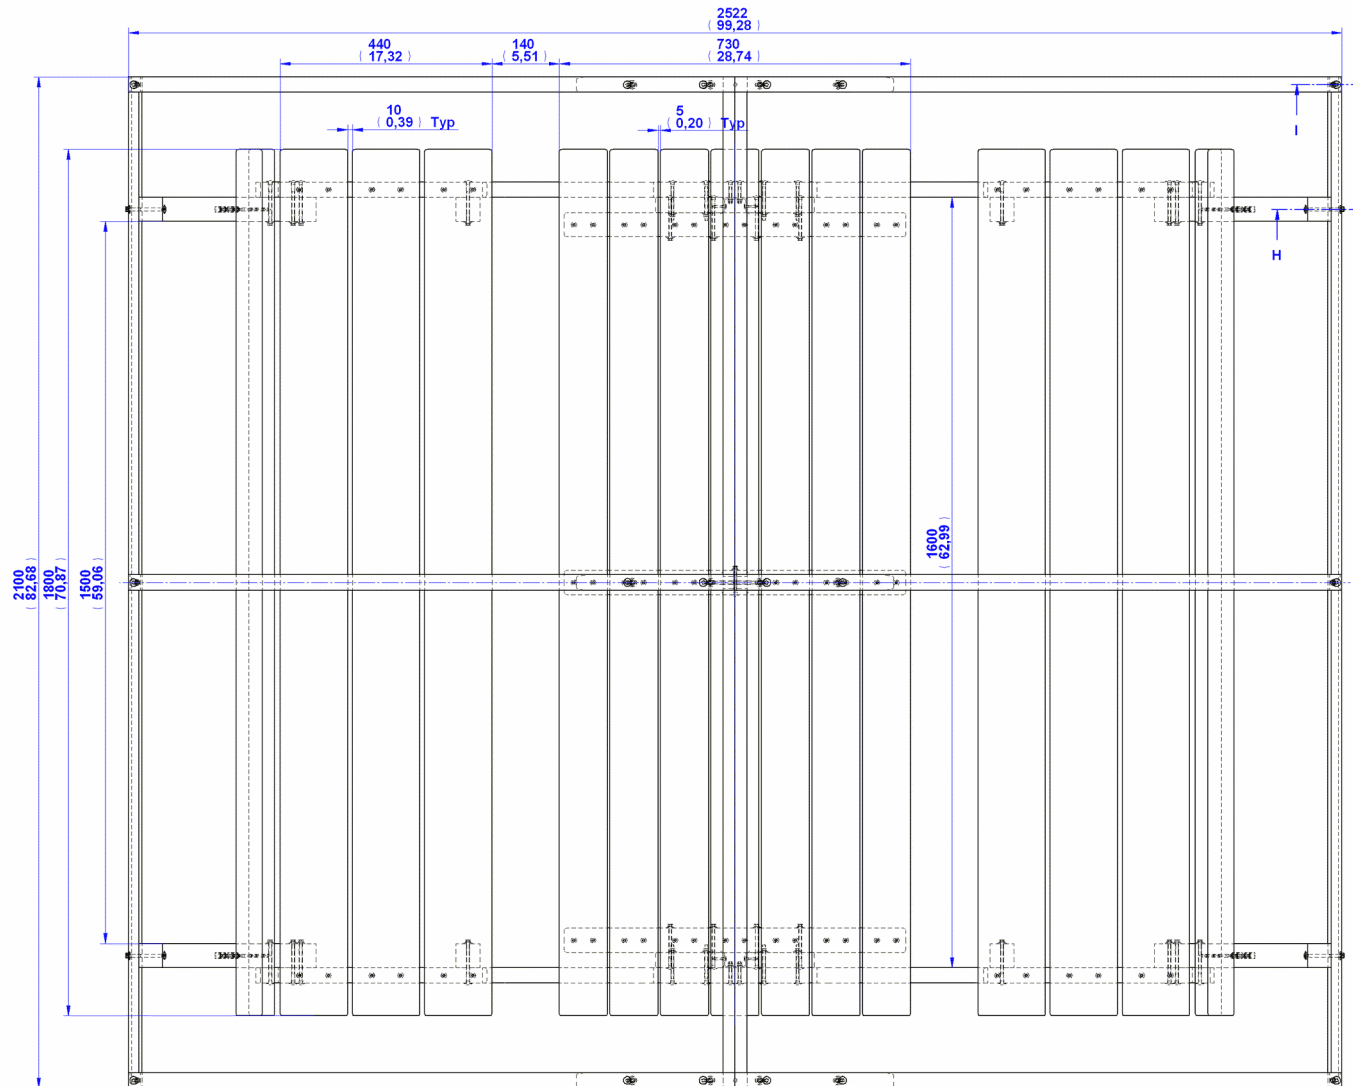 2522
( 99,28 )
440
( 17,32 )
140
( 5,51 )
730
( 28,74 )
10
( 0,39 ) Typ
5
( 0,20 ) Typ
I
H
2100
( 82,68 )
1800
( 70,87 )
1500
( 59,06 )
1600
( 62,99 )